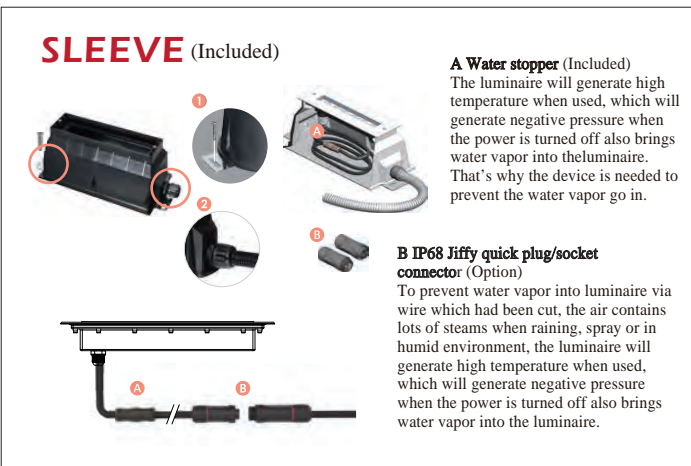 SLEEVE (Included)
1
A
2
B
A
B
A Water stopper (Included)
The luminaire will generate high
temperature when used, which will
generate negative pressure when
the power is turned off also brings
water vapor into theluminaire.
That’s why the device is needed to
prevent the water vapor go in.
B IP68 Jiffy quick plug/socket
connector (Option)
To prevent water vapor into luminaire via
wire which had been cut, the air contains
lots of steams when raining, spray or in
humid environment, the luminaire will
generate high temperature when used,
which will generate negative pressure
when the power is turned off also brings
water vapor into the luminaire.